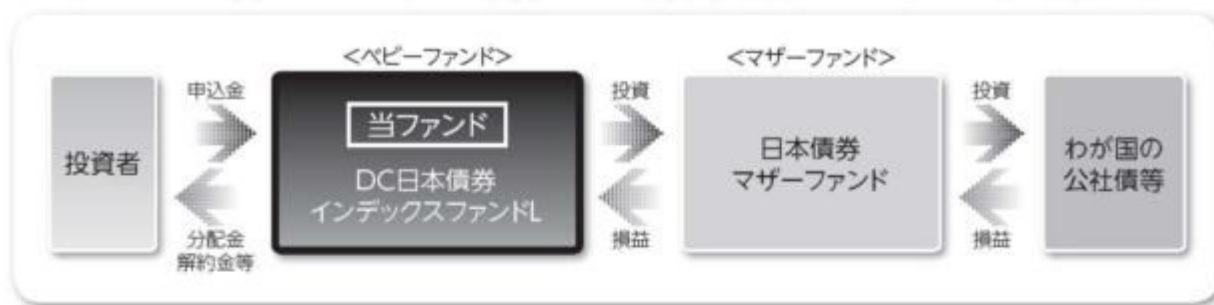 <ベビーファンド>
<マザーファンド>
投資者
申込金
分配金
解約金等
当ファンド
DC日本債券
インデックスファンドL
投資
損益
日本債券
マザーファンド
投資
損益
わが国の
公社債等